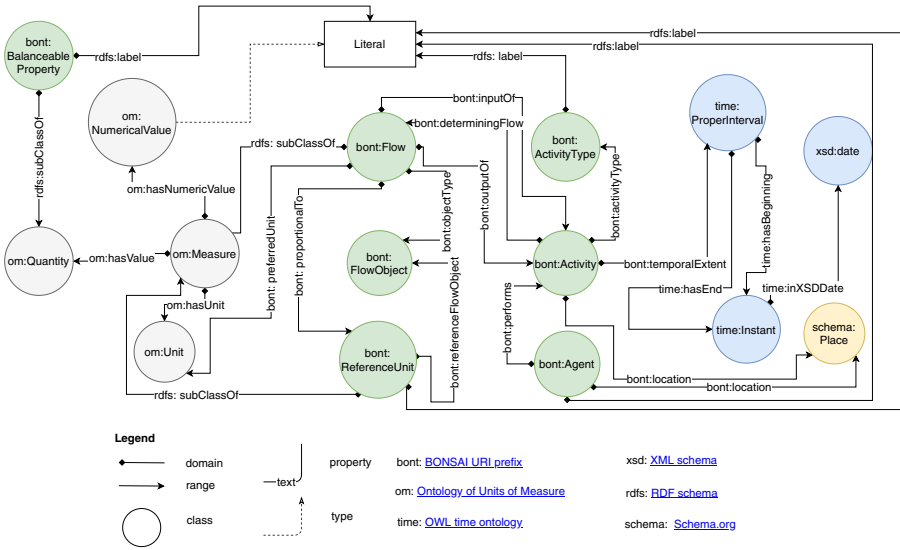 bont:
Balanceable
Property
rdfs:label
Literal
rdfs:label
rdfs:label
rdfs: label
om:
NumericalValue
bont:inputOf
bont:determiningFlow
time:
ProperInterval
xsd:date
rdfs:subClassOf
rdfs: subClassOf
bont:Flow
bont:
ActivityType
om:hasNumericValue
bont:objectType
bont:outputOf
bont:activityType
bont: preferredUnit
bont: proportionalTo
time:hasBeginning
om:Quantity
om:hasValue
om:Measure
bont:
FlowObject
bont:Activity
bont:temporalExtent
time:hasEnd
time:inXSDDate
om:hasUnit
bont:referenceFlowObject
bont:performs
om:Unit
bont:
ReferenceUnit
bont:Agent
time:Instant
schema:
Place
bont:location
bont:location
rdfs: subClassOf
Legend
domain
range
class
text
property
type
bont: BONSAI URI prefix
om: Ontology of Units of Measure
time: OWL time ontology
xsd: XML schema
rdfs: RDF schema
schema: Schema.org